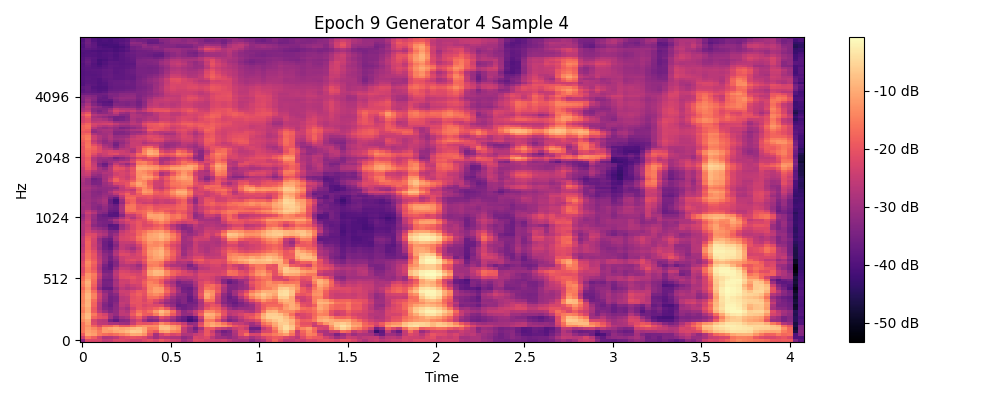 Epoch 9 Generator 4 Sample 4
Hz
4096
2048
1024
512
0
0 0.5 1 1.5 2 2.5 3 3.5 4
Time
-10 dB
-20 dB
-30 dB
-40 dB
-50 dB